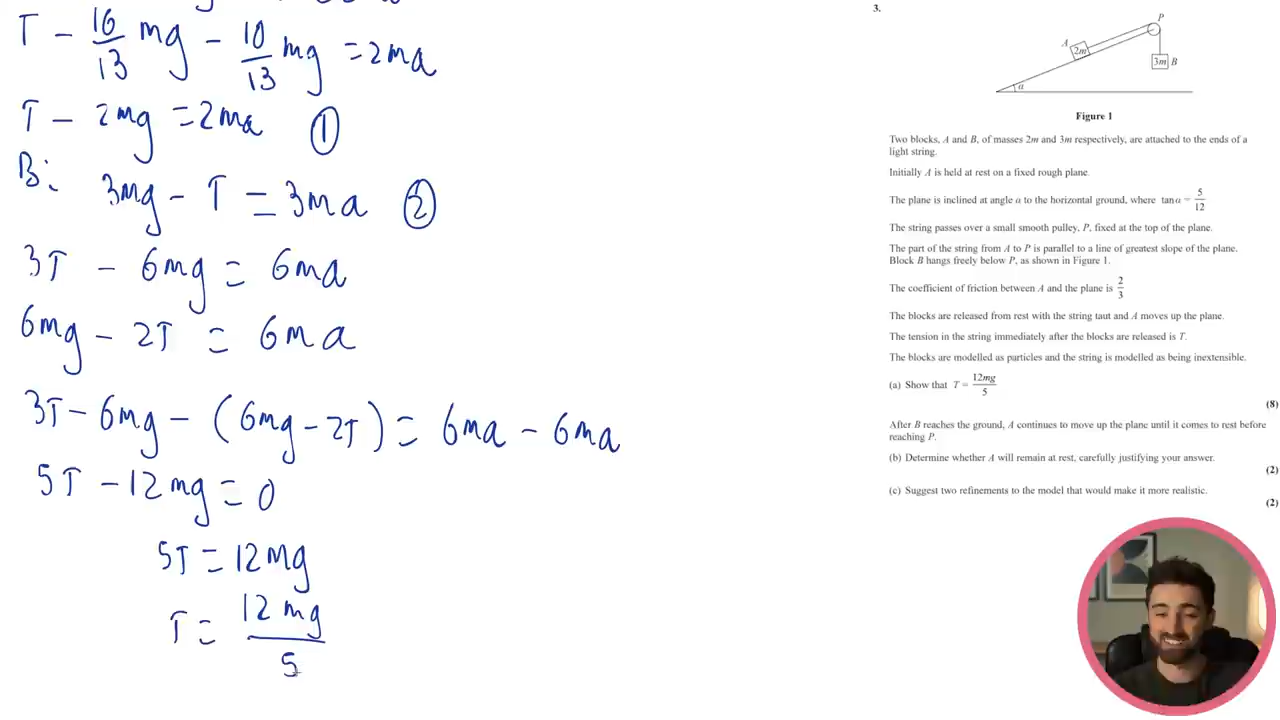 T - 16/13 mg - 10/13 mg = 2ma
T - 2mg = 2ma ①
B: 3mg - T = 3ma ②
3T - 6mg = 6ma
6mg - 2T = 6ma
3T - 6mg - (6mg - 2T) = 6ma - 6ma
5T - 12mg = 0
5T = 12mg
T = 12mg/5
3.
P
A
2m
3m B
α
Figure 1
Two blocks, A and B, of masses 2m and 3m respectively, are attached to the ends of a
light string.
Initially A is held at rest on a fixed rough plane.
The plane is inclined at angle α to the horizontal ground, where tan α = 5/12
The string passes over a small smooth pulley, P, fixed at the top of the plane.
The part of the string from A to P is parallel to a line of greatest slope of the plane.
Block B hangs freely below P, as shown in Figure 1.
The coefficient of friction between A and the plane is 2/3
The blocks are released from rest with the string taut and A moves up the plane.
The tension in the string immediately after the blocks are released is T.
The blocks are modelled as particles and the string is modelled as being inextensible.
(a) Show that T = 12mg/5
(8)
After B reaches the ground, A continues to move up the plane until it comes to rest before
reaching P.
(b) Determine whether A will remain at rest, carefully justifying your answer.
(2)
(c) Suggest two refinements to the model that would make it more realistic.
(2)